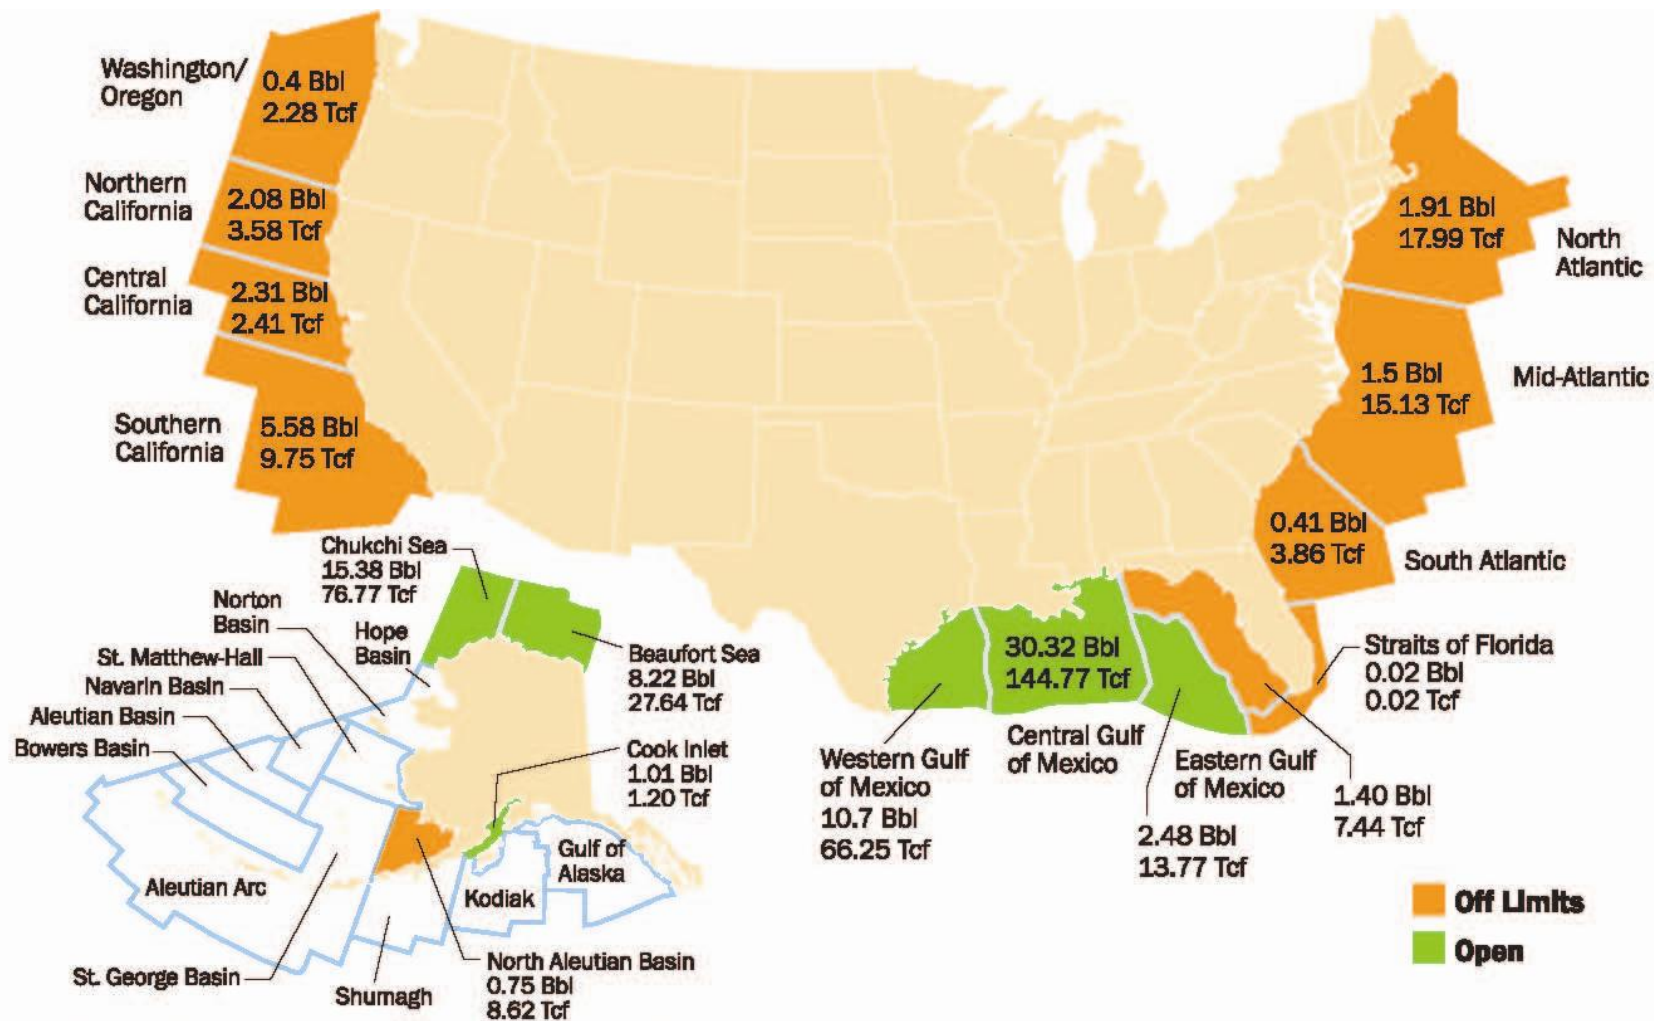 Washington/
Oregon
0.4 Bbl
2.28 Tcf
Northern
California
2.08 Bbl
3.58 Tcf
Central
California
2.31 Bbl
2.41 Tcf
Southern
California
5.58 Bbl
9.75 Tcf
1.91 Bbl
17.99 Tcf
North
Atlantic
1.5 Bbl
15.13 Tcf
Mid-Atlantic
0.41 Bbl
3.86 Tcf
South Atlantic
Chukchi Sea
15.38 Bbl
76.77 Tcf
Norton
Basin
Hope
Basin
St. Matthew-Hall
Navarin Basin
Aleutian Basin
Bowers Basin
Beaufort Sea
8.22 Bbl
27.64 Tcf
Cook Inlet
1.01 Bbl
1.20 Tcf
Aleutian Arc
Gulf of
Alaska
Kodiak
St. George Basin
Shumagh
North Aleutian Basin
0.75 Bbl
8.62 Tcf
Western Gulf
of Mexico
10.7 Bbl
66.25 Tcf
30.32 Bbl
144.77 Tcf
Central Gulf
of Mexico
Eastern Gulf
of Mexico
2.48 Bbl
13.77 Tcf
1.40 Bbl
7.44 Tcf
Straits of Florida
0.02 Bbl
0.02 Tcf
Off Limits
Open